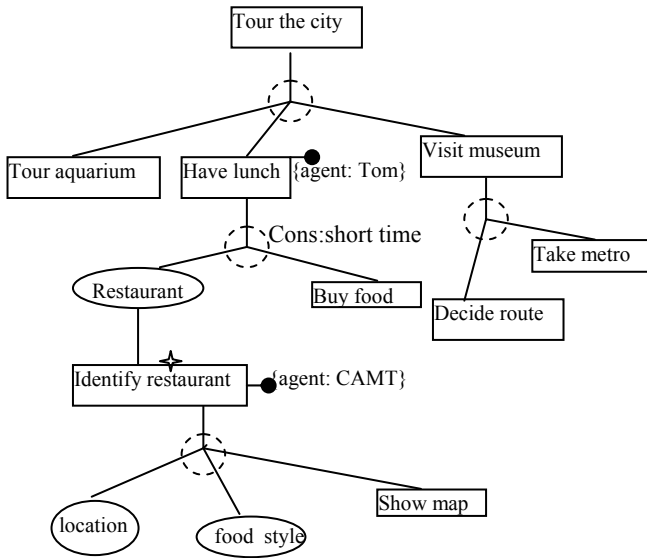 Tour the city
Tour aquarium
Have lunch
{agent: Tom}
Visit museum
Cons:short time
Take metro
Restaurant
Buy food
Decide route
Identify restaurant
{agent: CAMT}
Show map
location
food style